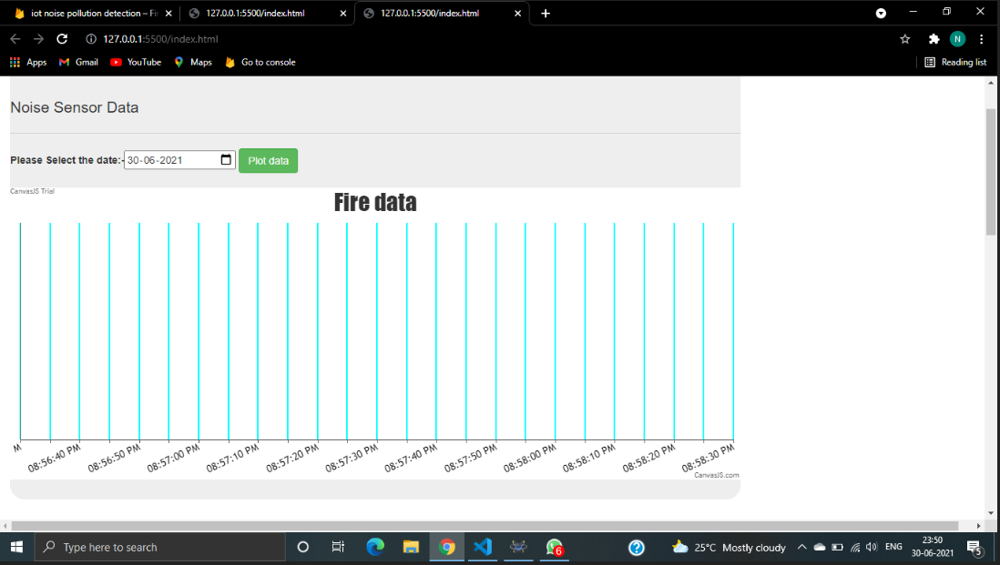 iot noise pollution detection – Fir
127.0.0.1:5500/index.html
127.0.0.1:5500/index.html
127.0.0.1:5500/index.html
N
Apps
Gmail
YouTube
Maps
Go to console
Reading list
Noise Sensor Data
Please Select the date:- 30-06-2021 Plot data
CanvasJS Trial
Fire data
M 08:56:40 PM 08:56:50 PM 08:57:00 PM 08:57:10 PM 08:57:20 PM 08:57:30 PM 08:57:40 PM 08:57:50 PM 08:58:00 PM 08:58:10 PM 08:58:20 PM 08:58:30 PM
CanvasJS.com
Type here to search
6
25°C Mostly cloudy
ENG
23:50
30-06-2021
5